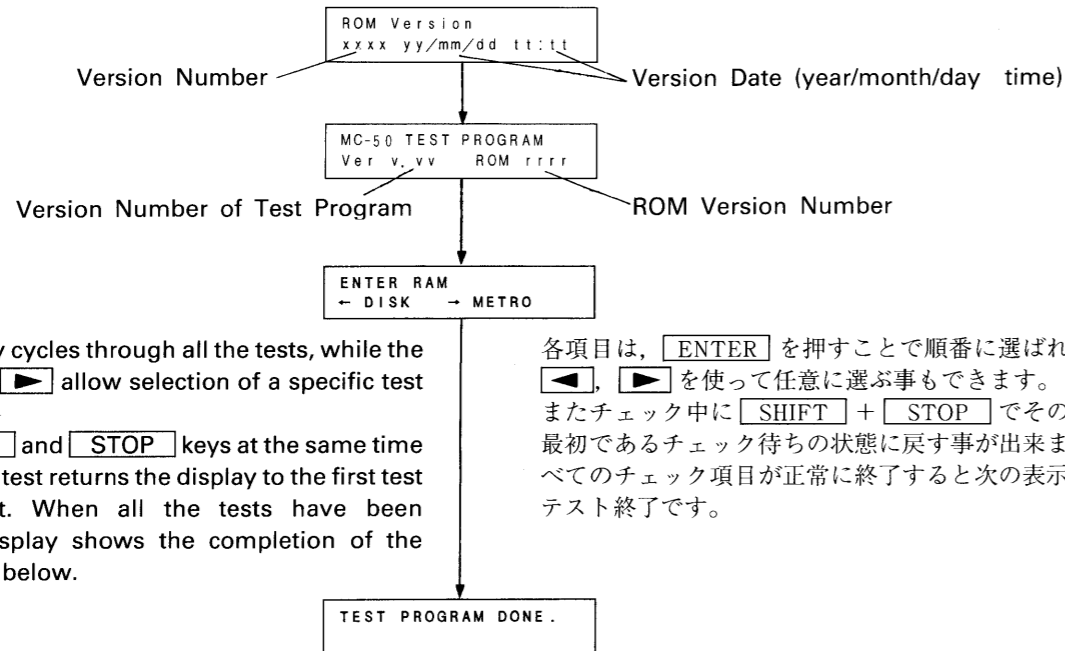 ROM Version
xxxx yy/mm/dd tt:tt
Version Number
Version Date (year/month/day time)
MC-50 TEST PROGRAM
Ver v.vv ROM rrrr
Version Number of Test Program
ROM Version Number
ENTER RAM
← DISK → METRO
cycles through all the tests, while the
▶ allow selection of a specific test
and STOP keys at the same time
test returns the display to the first test
When all the tests have been
shows the completion of the
below.
各項目は, ENTER を押すことで順番に選ばれ
◀, ▶ を使って任意に選ぶ事もできます。
またチェック中に SHIFT + STOP でその
最初であるチェック待ちの状態に戻す事が出来ま
べてのチェック項目が正常に終了すると次の表示
テスト終了です。
TEST PROGRAM DONE.